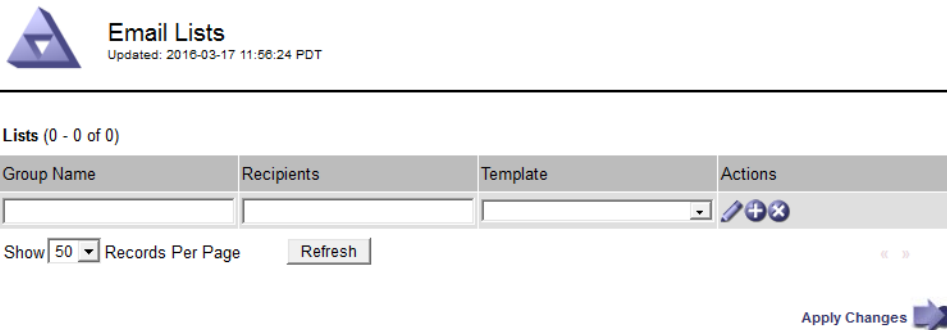 Email Lists
Updated: 2016-03-17 11:56:24 PDT
Lists (0 - 0 of 0)
Group Name Recipients Template Actions
Show 50 Records Per Page Refresh « »
Apply Changes